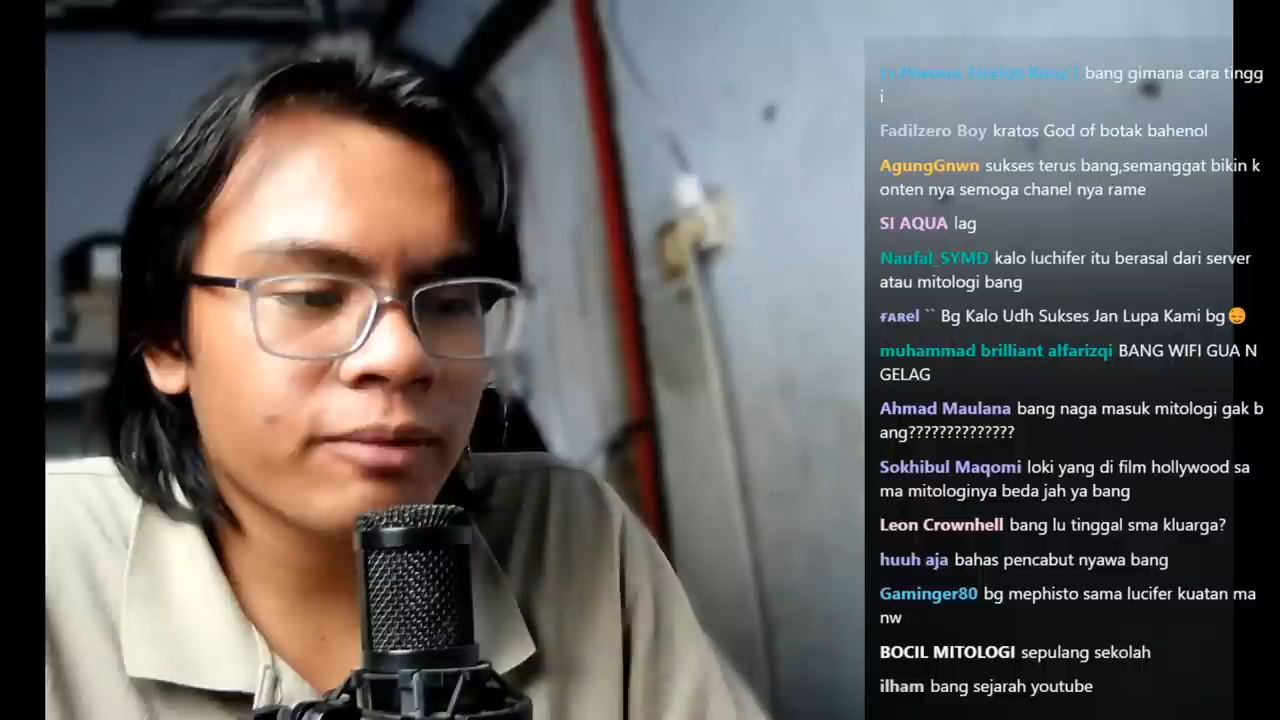 bang gimana cara tingg
i
Fadilzero Boy kratos God of botak bahenol
AgungGnwn sukses terus bang,semanggat bikin k
onten nya semoga chanel nya rame
SI AQUA lag
Naufal_SYMD kalo luchifer itu berasal dari server
atau mitologi bang
ꜰᴀʀel `` Bg Kalo Udh Sukses Jan Lupa Kami bg😌
muhammad brilliant alfarizqi BANG WIFI GUA N
GELAG
Ahmad Maulana bang naga masuk mitologi gak b
ang??????????????
Sokhibul Maqomi loki yang di film hollywood sa
ma mitologinya beda jah ya bang
Leon Crownhell bang lu tinggal sma kluarga?
huuh aja bahas pencabut nyawa bang
Gaminger80 bg mephisto sama lucifer kuatan ma
nw
BOCIL MITOLOGI sepulang sekolah
ilham bang sejarah youtube